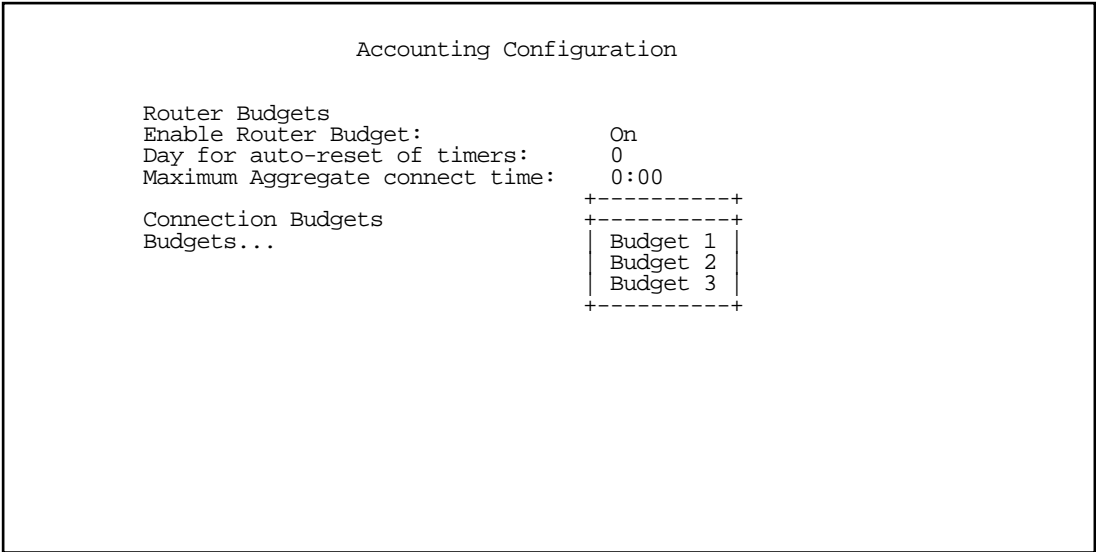 Accounting Configuration
Router Budgets
Enable Router Budget: On
Day for auto-reset of timers: 0
Maximum Aggregate connect time: 0:00
+----------+
Connection Budgets +----------+
Budgets... | Budget 1 |
| Budget 2 |
| Budget 3 |
+----------+